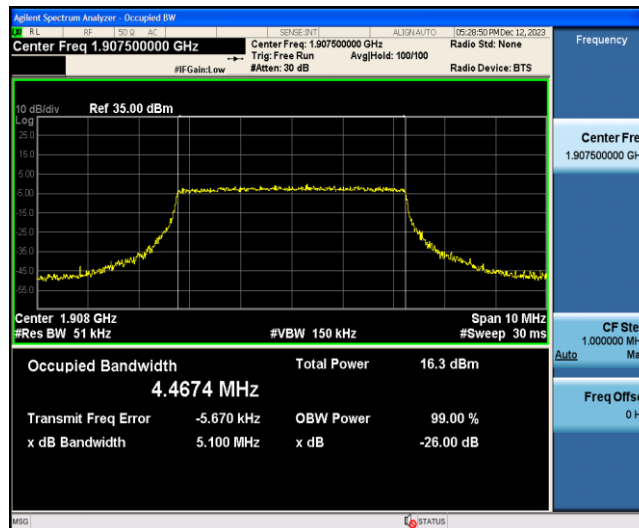 Agilent Spectrum Analyzer - Occupied BW
RL RF 50 Ω AC SENSE:INT ALIGNAUTO 05:28:50 PM Dec 12, 2023
Center Freq 1.907500000 GHz
Center Freq: 1.907500000 GHz Radio Std: None
Trig: Free Run Avg|Hold: 100/100
#IFGain:Low #Atten: 30 dB Radio Device: BTS
Frequency
10 dB/div Ref 35.00 dBm
Log
25.0
15.0
5.00
-5.00
-15.0
-25.0
-35.0
-45.0
-55.0
Center 1.908 GHz Span 10 MHz
#Res BW 51 kHz #VBW 150 kHz #Sweep 30 ms
Occupied Bandwidth Total Power 16.3 dBm
4.4674 MHz
Transmit Freq Error -5.670 kHz OBW Power 99.00 %
x dB Bandwidth 5.100 MHz x dB -26.00 dB
Center Fre
1.907500000 GH
CF Ste
1.000000 MH
Auto Ma
Freq Offse
0 H
MSG STATUS